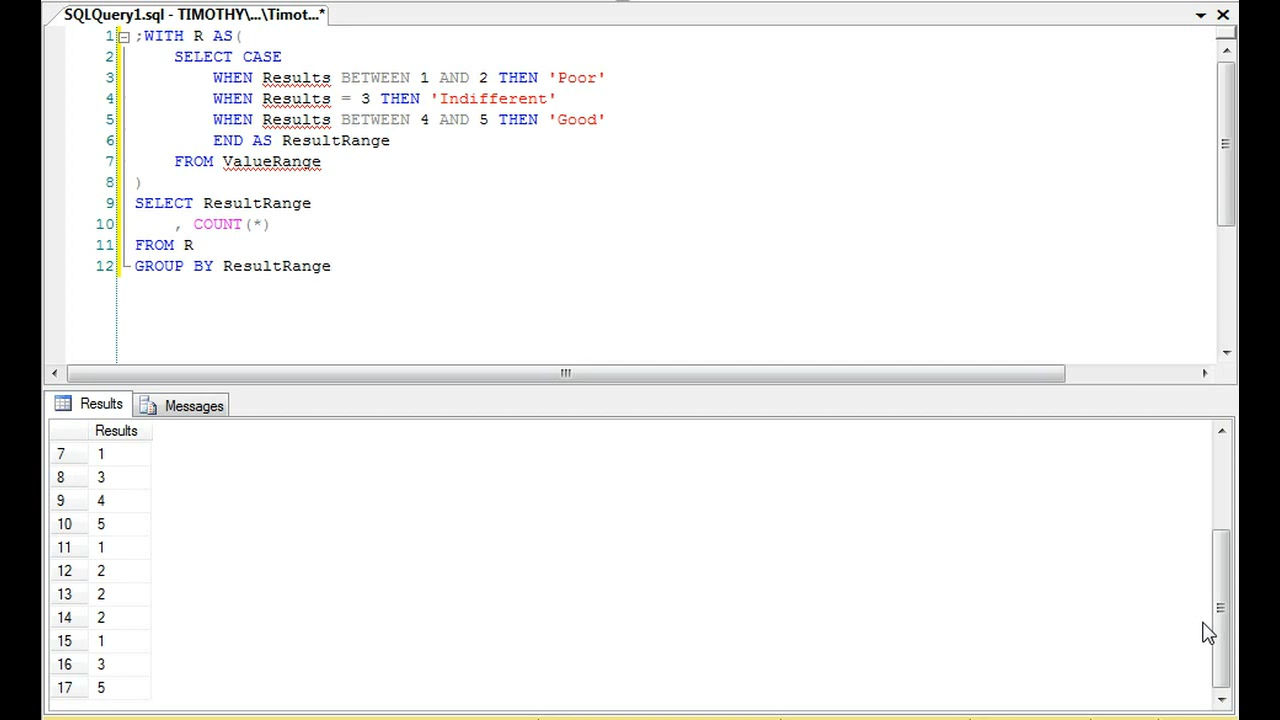 SQLQuery1.sql - TIMOTHY\...\Timot...*
1 ;WITH R AS(
2 SELECT CASE
3 WHEN Results BETWEEN 1 AND 2 THEN 'Poor'
4 WHEN Results = 3 THEN 'Indifferent'
5 WHEN Results BETWEEN 4 AND 5 THEN 'Good'
6 END AS ResultRange
7 FROM ValueRange
8 )
9 SELECT ResultRange
10 , COUNT(*)
11 FROM R
12 GROUP BY ResultRange
Results Messages
Results
7 1
8 3
9 4
10 5
11 1
12 2
13 2
14 2
15 1
16 3
17 5